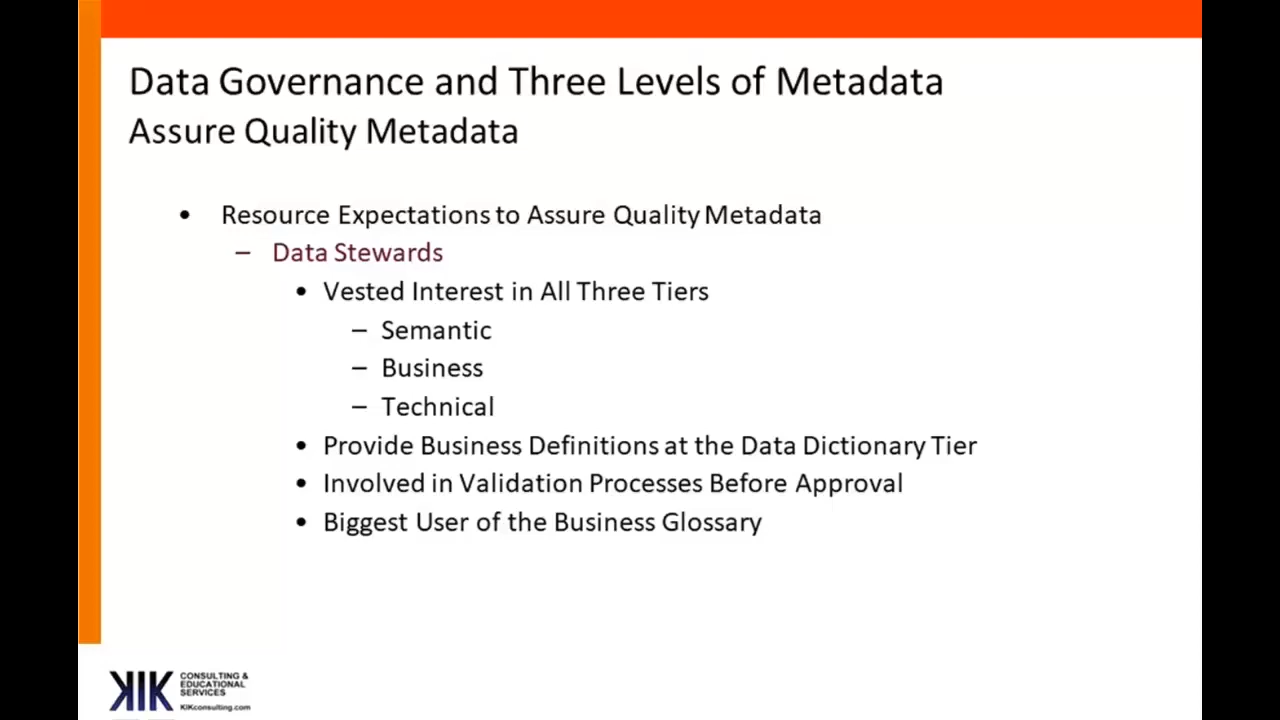 Data Governance and Three Levels of Metadata
Assure Quality Metadata
• Resource Expectations to Assure Quality Metadata
– Data Stewards
• Vested Interest in All Three Tiers
– Semantic
– Business
– Technical
• Provide Business Definitions at the Data Dictionary Tier
• Involved in Validation Processes Before Approval
• Biggest User of the Business Glossary
KIK
CONSULTING &
EDUCATIONAL
SERVICES
KIKconsulting.com